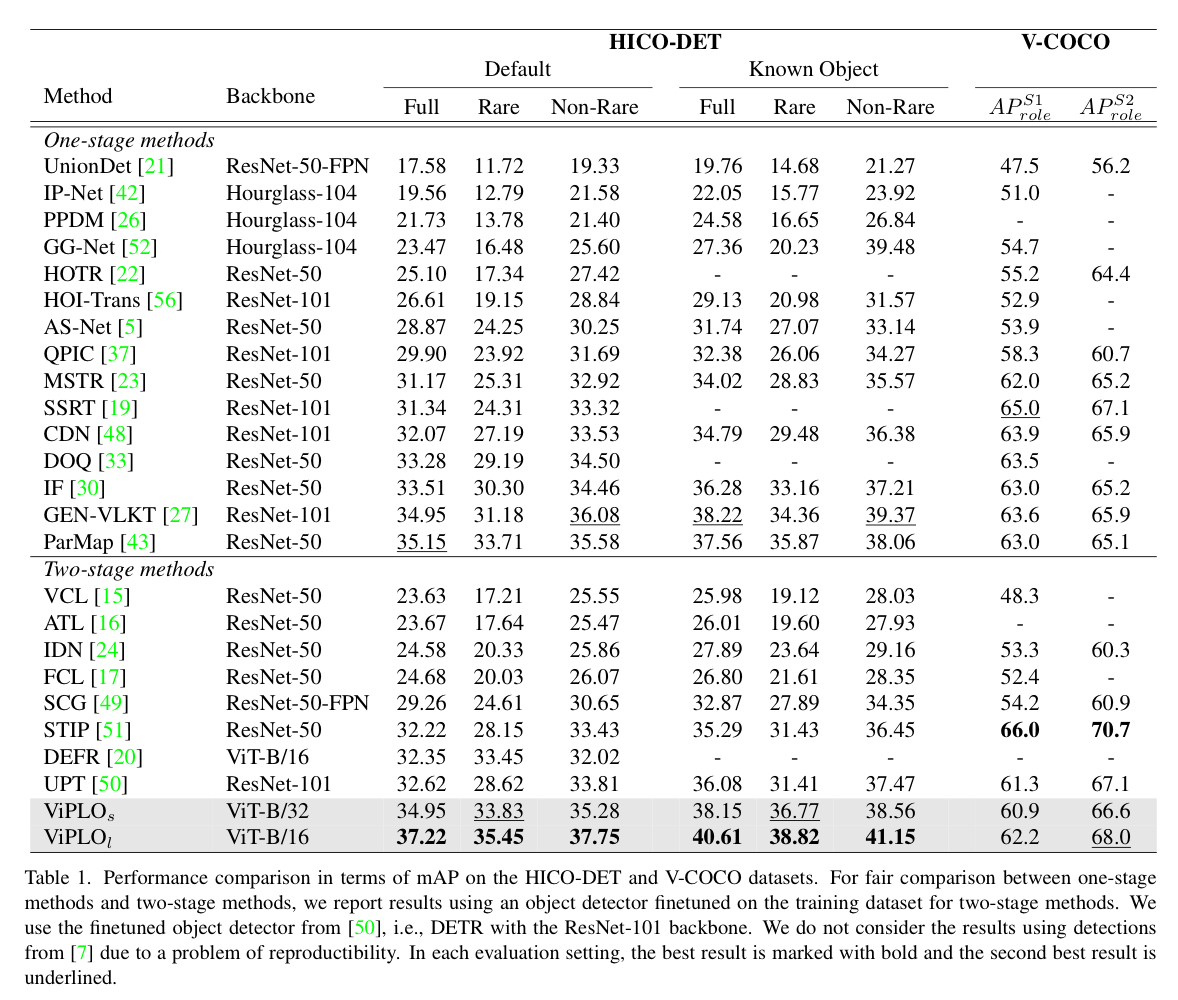 HICO-DET V-COCO
Default Known Object
Method Backbone Full Rare Non-Rare Full Rare Non-Rare AP^{S1}_{role} AP^{S2}_{role}
One-stage methods
UnionDet [21] ResNet-50-FPN 17.58 11.72 19.33 19.76 14.68 21.27 47.5 56.2
IP-Net [42] Hourglass-104 19.56 12.79 21.58 22.05 15.77 23.92 51.0 -
PPDM [26] Hourglass-104 21.73 13.78 21.40 24.58 16.65 26.84 - -
GG-Net [52] Hourglass-104 23.47 16.48 25.60 27.36 20.23 39.48 54.7 -
HOTR [22] ResNet-50 25.10 17.34 27.42 - - - 55.2 64.4
HOI-Trans [56] ResNet-101 26.61 19.15 28.84 29.13 20.98 31.57 52.9 -
AS-Net [5] ResNet-50 28.87 24.25 30.25 31.74 27.07 33.14 53.9 -
QPIC [37] ResNet-101 29.90 23.92 31.69 32.38 26.06 34.27 58.3 60.7
MSTR [23] ResNet-50 31.17 25.31 32.92 34.02 28.83 35.57 62.0 65.2
SSRT [19] ResNet-101 31.34 24.31 33.32 - - - 65.0 67.1
CDN [48] ResNet-101 32.07 27.19 33.53 34.79 29.48 36.38 63.9 65.9
DOQ [33] ResNet-50 33.28 29.19 34.50 - - - 63.5 -
IF [30] ResNet-50 33.51 30.30 34.46 36.28 33.16 37.21 63.0 65.2
GEN-VLKT [27] ResNet-101 34.95 31.18 36.08 38.22 34.36 39.37 63.6 65.9
ParMap [43] ResNet-50 35.15 33.71 35.58 37.56 35.87 38.06 63.0 65.1
Two-stage methods
VCL [15] ResNet-50 23.63 17.21 25.55 25.98 19.12 28.03 48.3 -
ATL [16] ResNet-50 23.67 17.64 25.47 26.01 19.60 27.93 - -
IDN [24] ResNet-50 24.58 20.33 25.86 27.89 23.64 29.16 53.3 60.3
FCL [17] ResNet-50 24.68 20.03 26.07 26.80 21.61 28.35 52.4 -
SCG [49] ResNet-50-FPN 29.26 24.61 30.65 32.87 27.89 34.35 54.2 60.9
STIP [51] ResNet-50 32.22 28.15 33.43 35.29 31.43 36.45 66.0 70.7
DEFR [20] ViT-B/16 32.35 33.45 32.02 - - - - -
UPT [50] ResNet-101 32.62 28.62 33.81 36.08 31.41 37.47 61.3 67.1
ViPLO_s ViT-B/32 34.95 33.83 35.28 38.15 36.77 38.56 60.9 66.6
ViPLO_l ViT-B/16 37.22 35.45 37.75 40.61 38.82 41.15 62.2 68.0
Table 1. Performance comparison in terms of mAP on the HICO-DET and V-COCO datasets. For fair comparison between one-stage
methods and two-stage methods, we report results using an object detector finetuned on the training dataset for two-stage methods. We
use the finetuned object detector from [50], i.e., DETR with the ResNet-101 backbone. We do not consider the results using detections
from [7] due to a problem of reproducibility. In each evaluation setting, the best result is marked with bold and the second best result is
underlined.